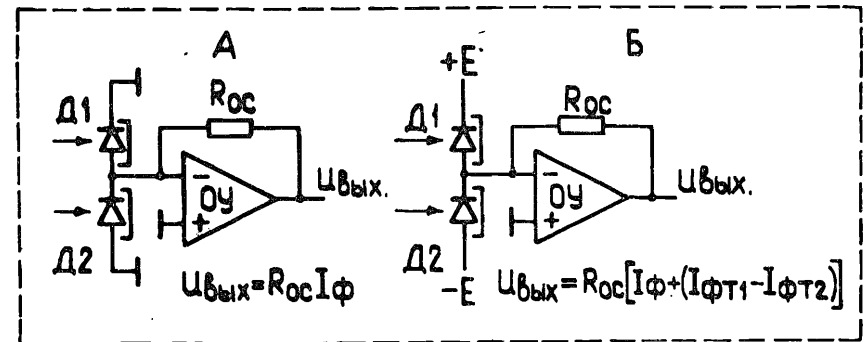 А
Д1
Rос
−
ОУ
+
Uвых.
Д2
Uвых=RосIф
Б
+E
Д1
Rос
−
ОУ
+
Uвых.
Д2
−E
Uвых=Rос[Iф+(Iфт1−Iфт2)]